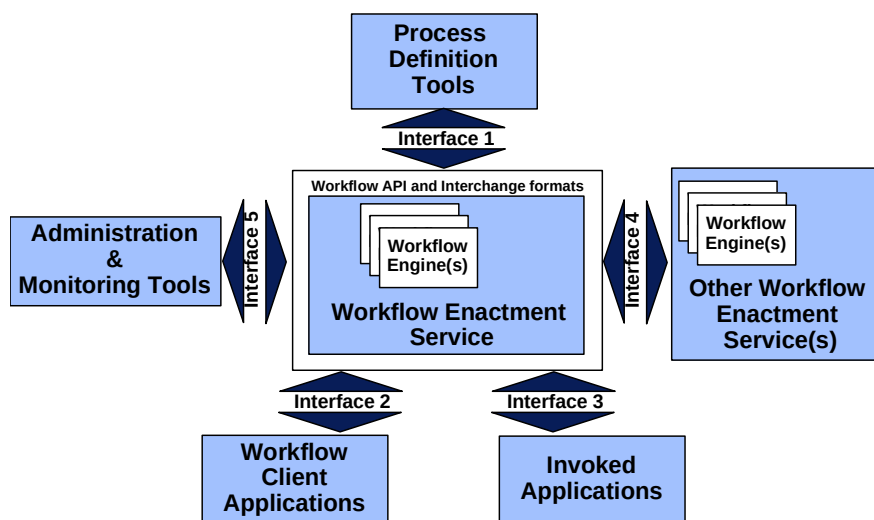 Process
Definition
Tools
Interface 1
Workflow API and Interchange formats
Workflow
Engine(s)
Workflow Enactment
Service
Administration
&
Monitoring Tools
Interface 5
Interface 4
Workflow
Engine(s)
Other Workflow
Enactment
Service(s)
Interface 2
Interface 3
Workflow
Client
Applications
Invoked
Applications